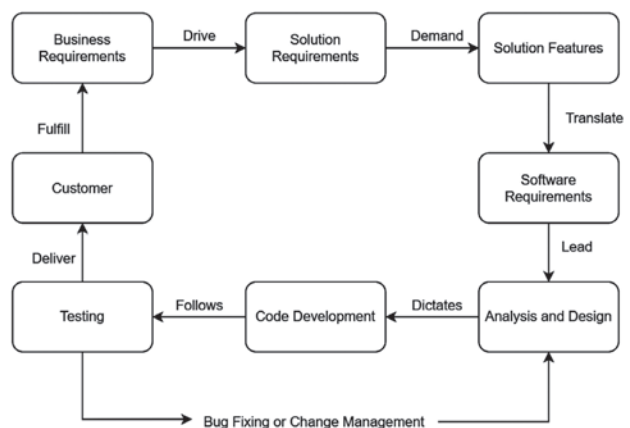 Business
Requirements
Drive
Solution
Requirements
Demand
Solution Features
Fulfill
Translate
Customer
Software
Requirements
Deliver
Lead
Testing
Follows
Code Development
Dictates
Analysis and Design
Bug Fixing or Change Management